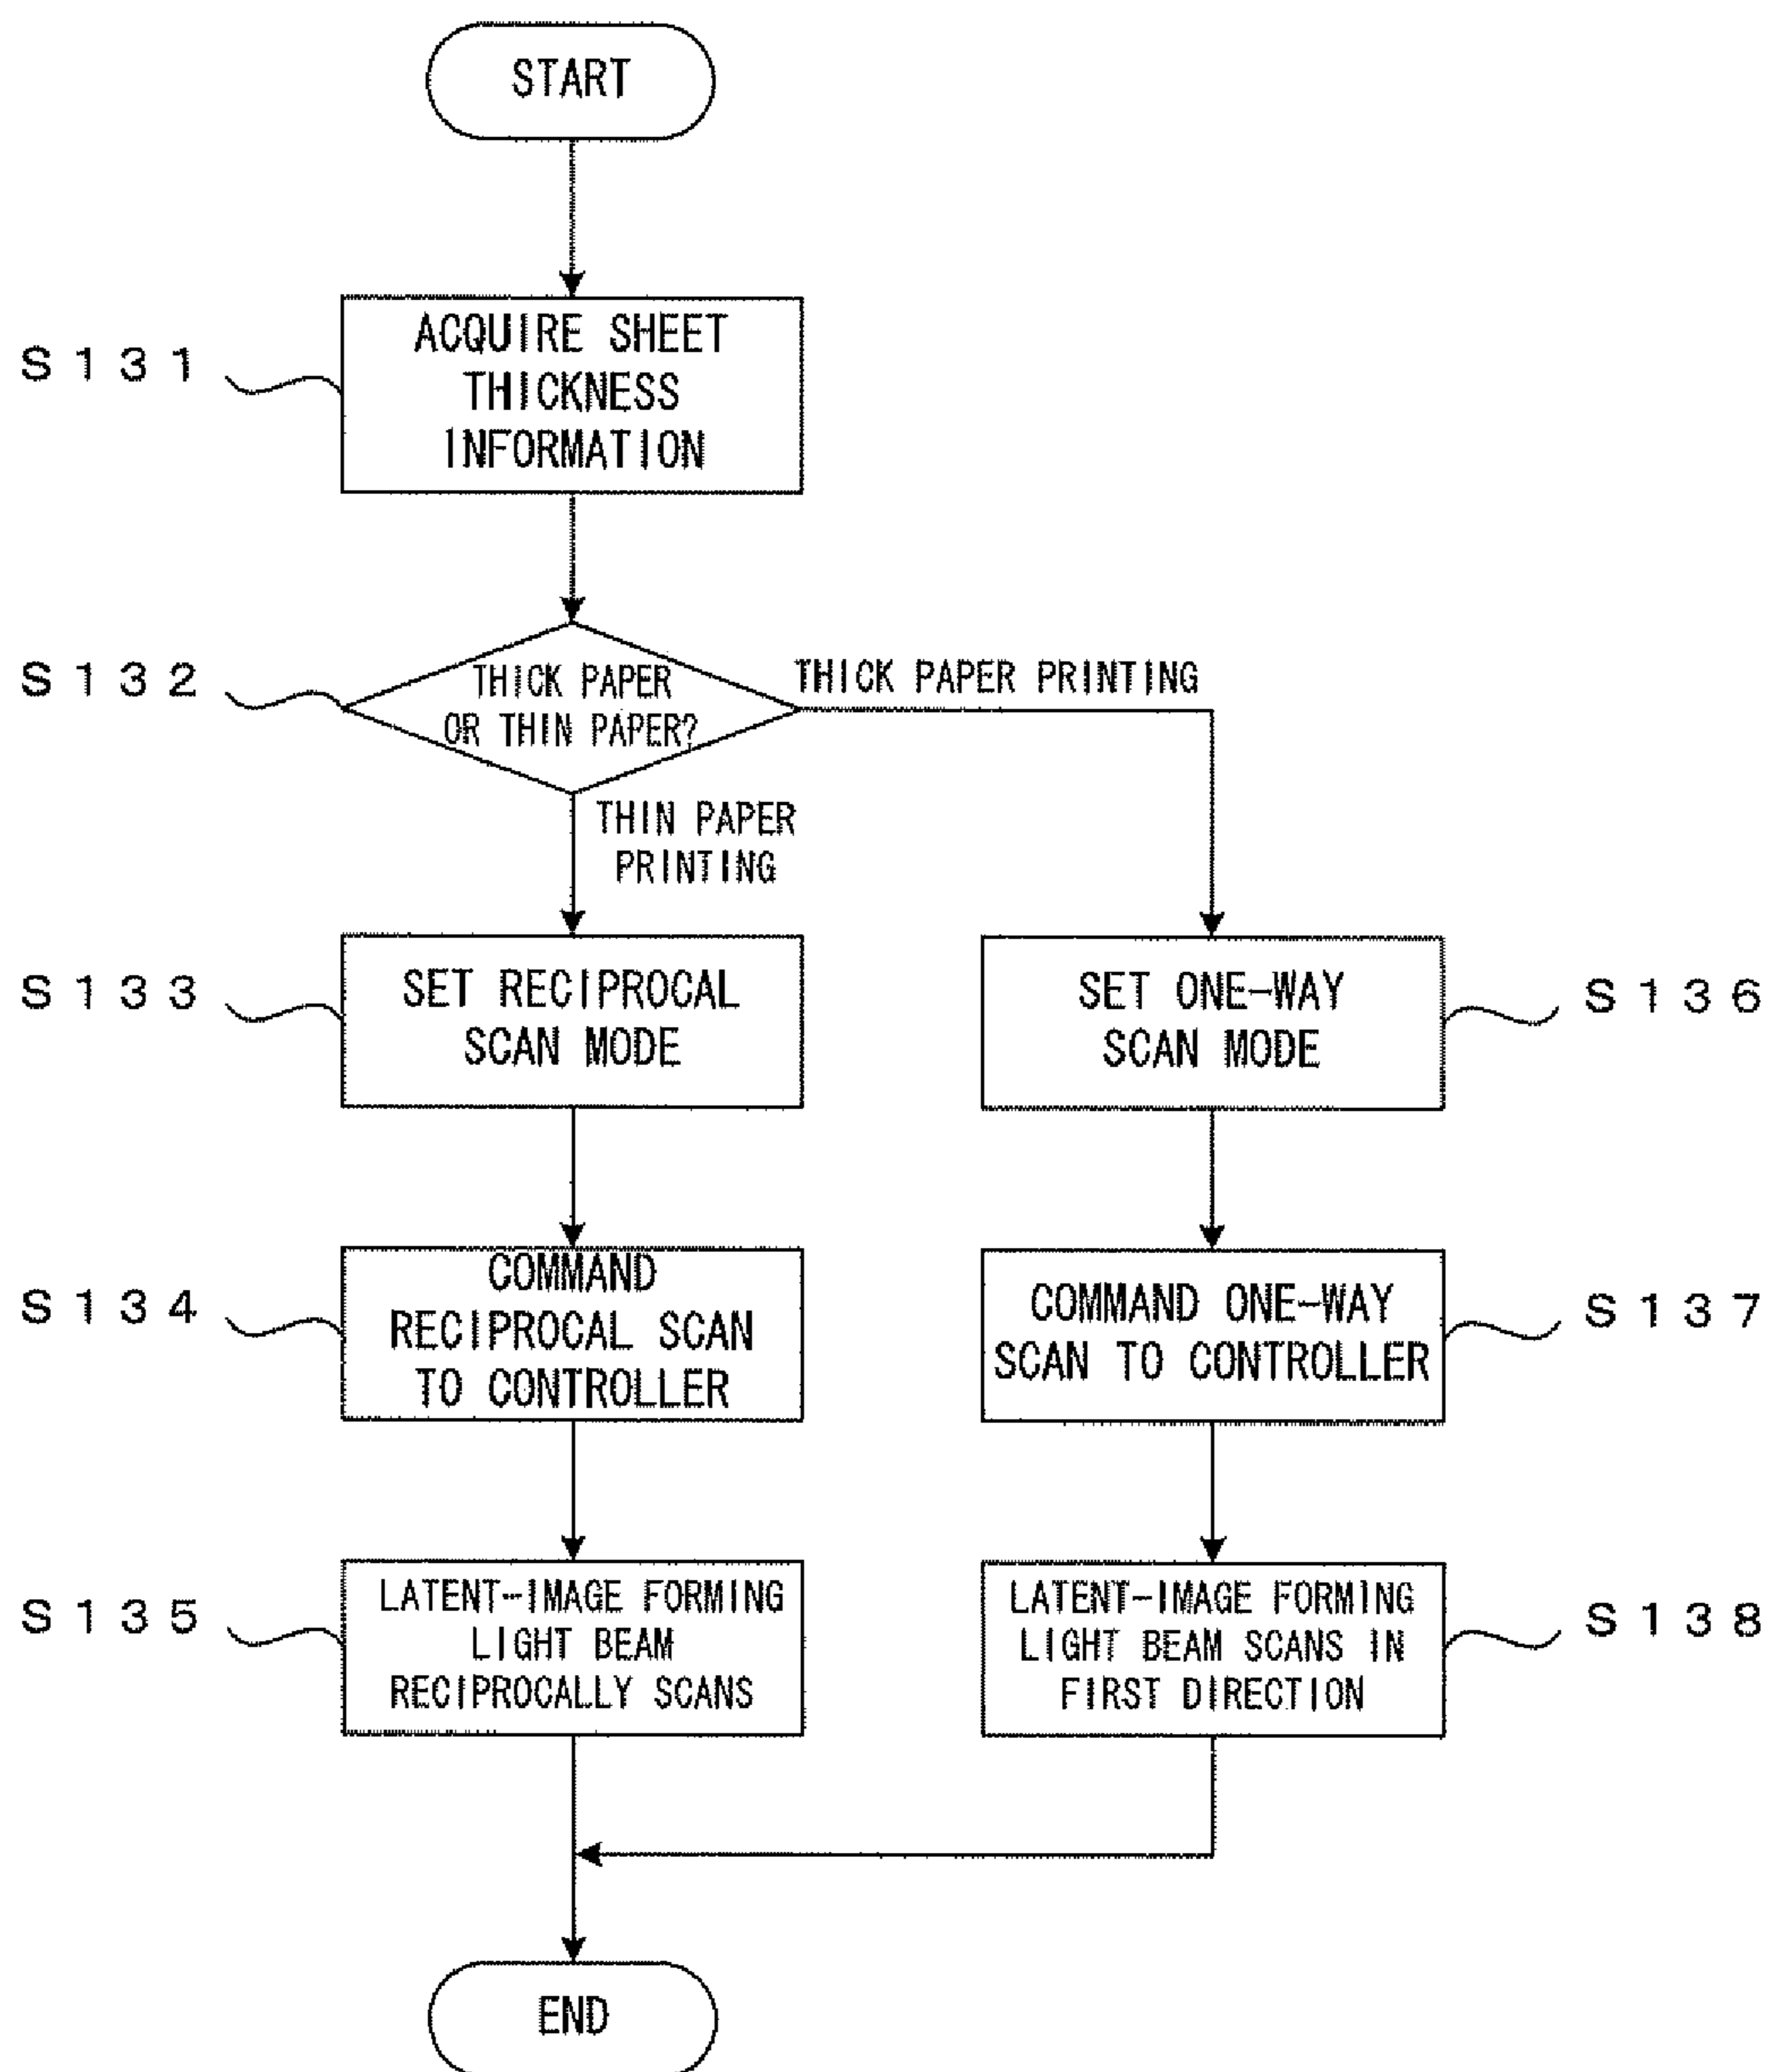 START
S131
ACQUIRE SHEET
THICKNESS
INFORMATION
S132
THICK PAPER
OR THIN PAPER?
THICK PAPER PRINTING
THIN PAPER
PRINTING
S133
SET RECIPROCAL
SCAN MODE
SET ONE-WAY
SCAN MODE
S136
S134
COMMAND
RECIPROCAL SCAN
TO CONTROLLER
COMMAND ONE-WAY
SCAN TO CONTROLLER
S137
S135
LATENT-IMAGE FORMING
LIGHT BEAM
RECIPROCALLY SCANS
LATENT-IMAGE FORMING
LIGHT BEAM SCANS IN
FIRST DIRECTION
S138
END